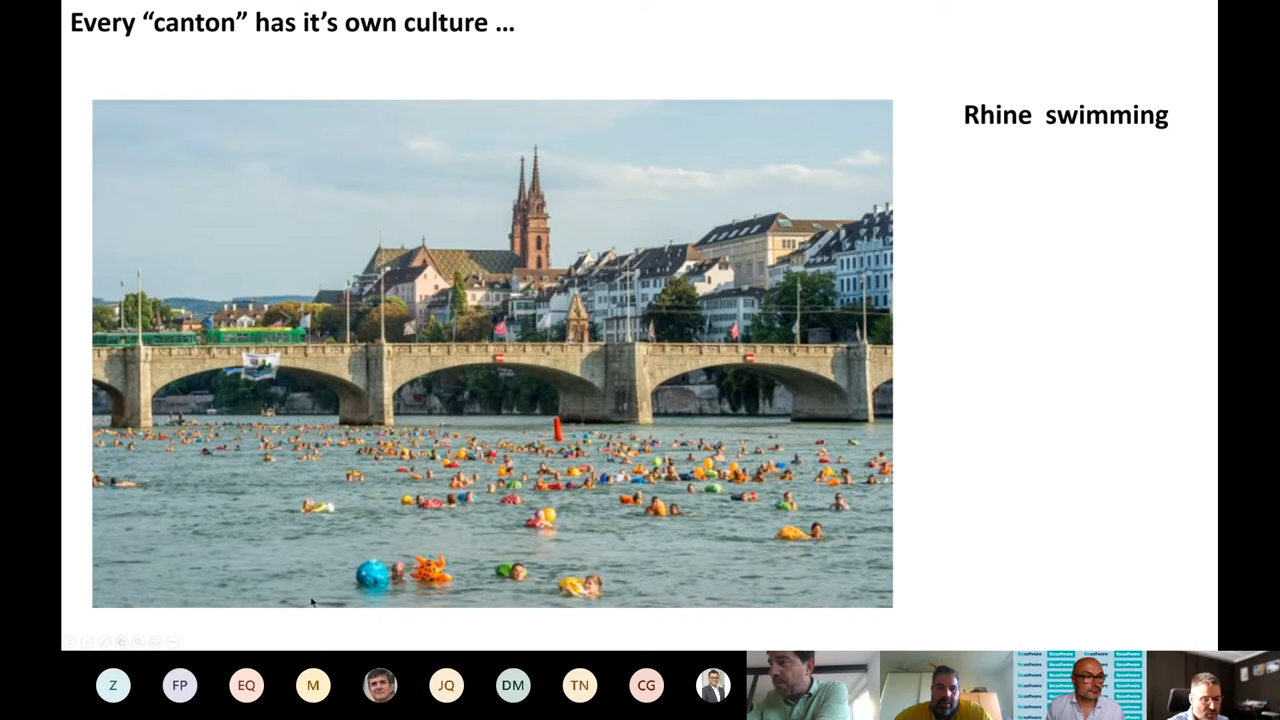 Every “canton” has it’s own culture …
Rhine swimming
Z
FP
EQ
M
JQ
DM
TN
CG